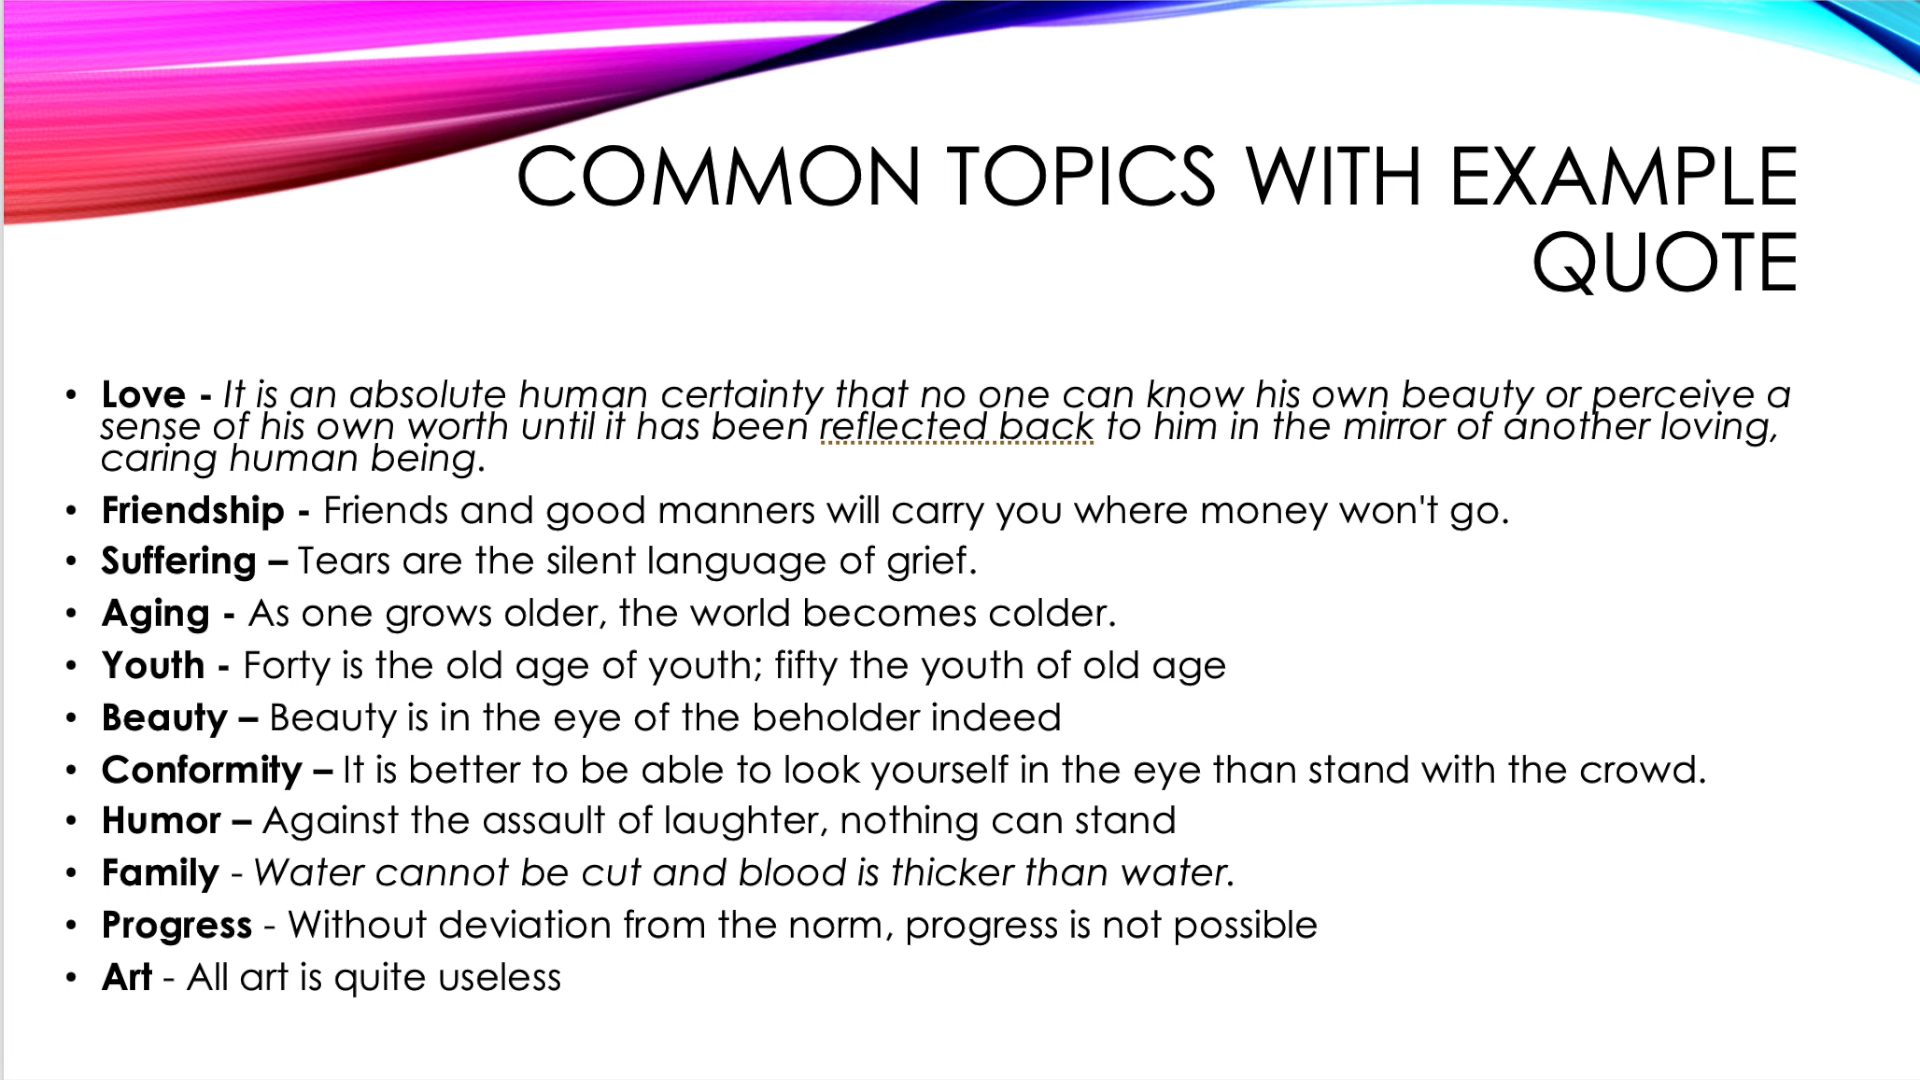 COMMON TOPICS WITH EXAMPLE
QUOTE
• Love - It is an absolute human certainty that no one can know his own beauty or perceive a
sense of his own worth until it has been reflected back to him in the mirror of another loving,
caring human being.
• Friendship - Friends and good manners will carry you where money won't go.
• Suffering – Tears are the silent language of grief.
• Aging - As one grows older, the world becomes colder.
• Youth - Forty is the old age of youth; fifty the youth of old age
• Beauty – Beauty is in the eye of the beholder indeed
• Conformity – It is better to be able to look yourself in the eye than stand with the crowd.
• Humor – Against the assault of laughter, nothing can stand
• Family - Water cannot be cut and blood is thicker than water.
• Progress - Without deviation from the norm, progress is not possible
• Art - All art is quite useless